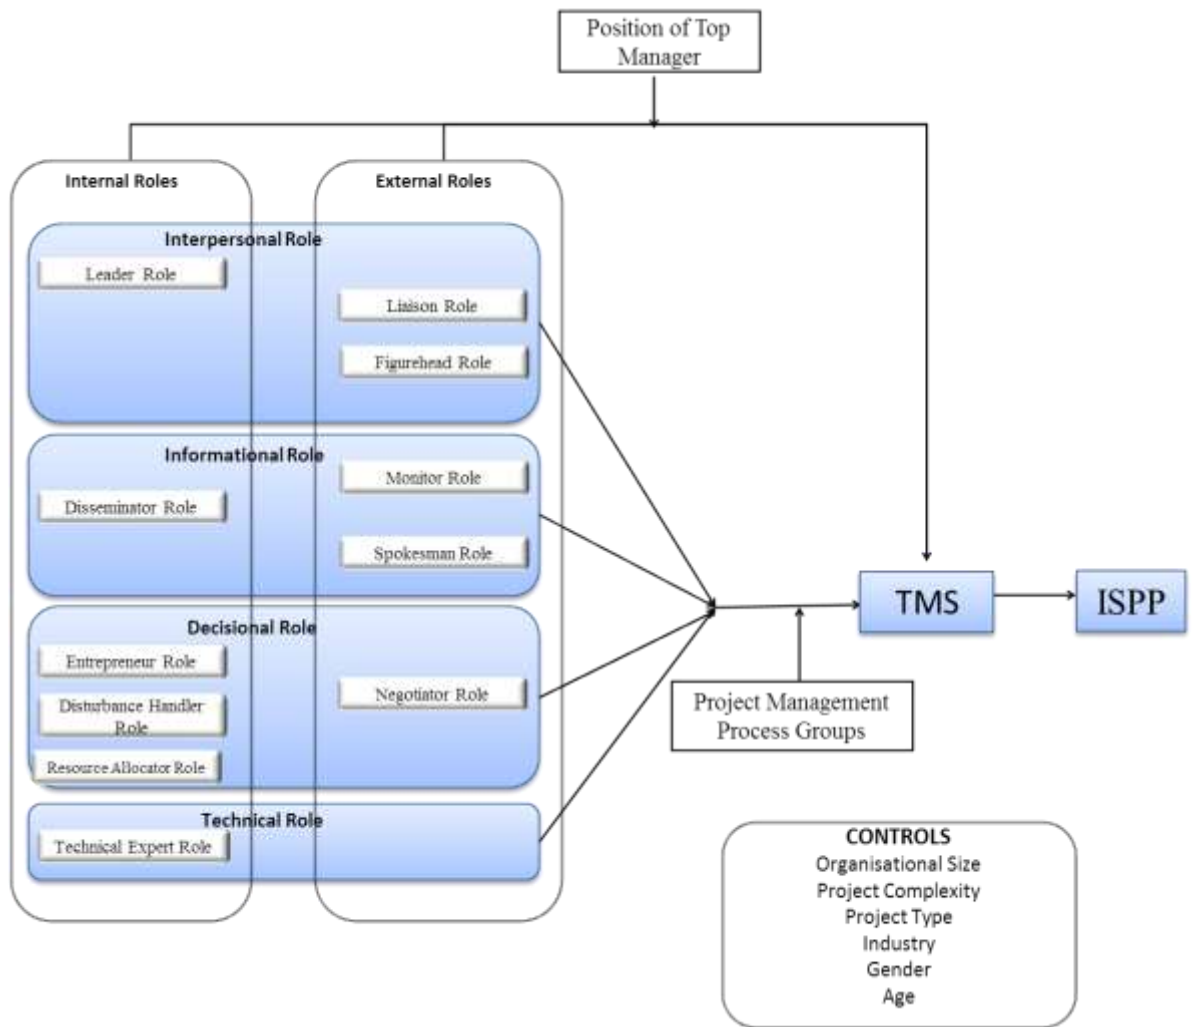 Position of Top
Manager
Internal Roles
External Roles
Interpersonal Role
Leader Role
Liaison Role
Figurehead Role
Informational Role
Monitor Role
Disseminator Role
Spokesman Role
Decisional Role
Entrepreneur Role
Disturbance Handler
Role
Resource Allocator Role
Negotiator Role
Technical Role
Technical Expert Role
TMS
ISPP
Project Management
Process Groups
CONTROLS
Organisational Size
Project Complexity
Project Type
Industry
Gender
Age